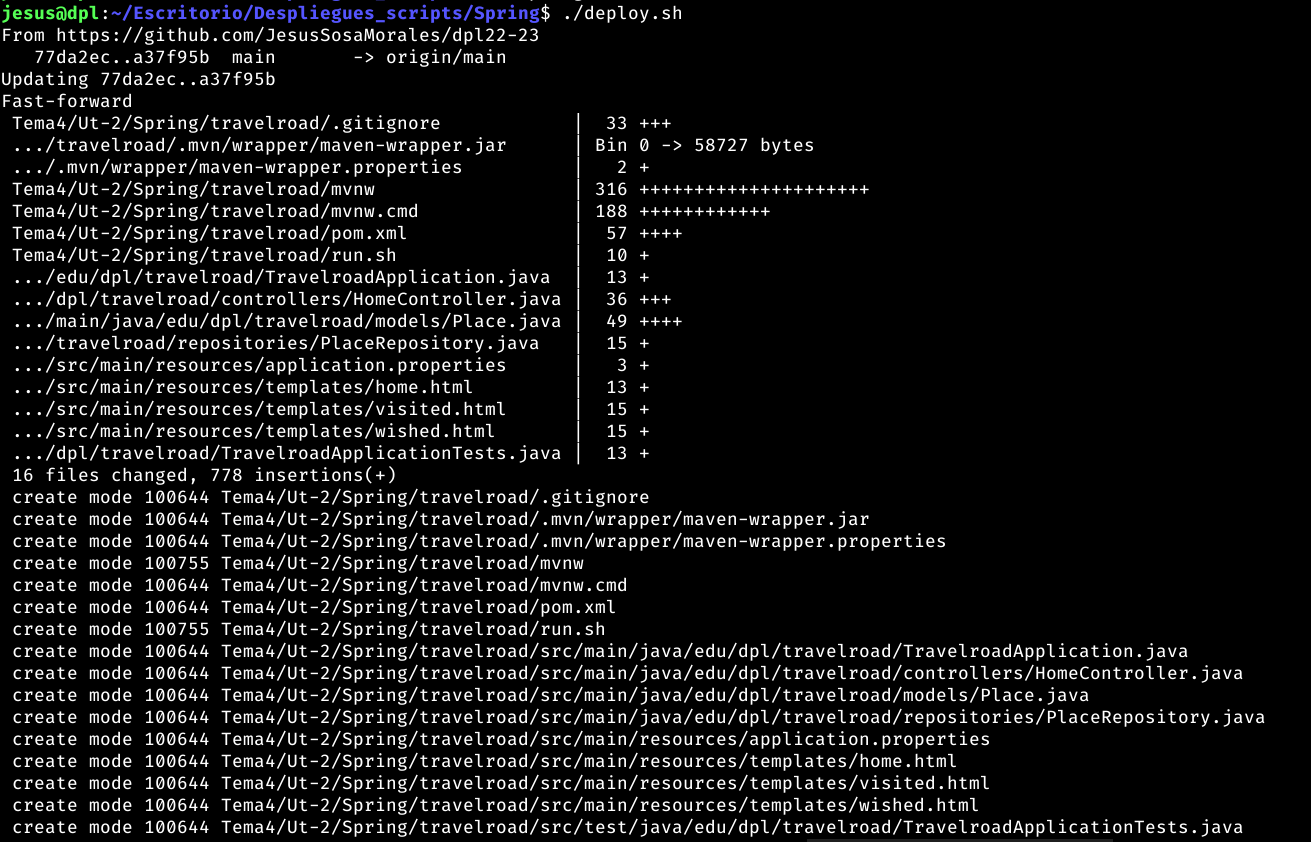 jesus@dpl:~/Escritorio/Despliegues_scripts/Spring$ ./deploy.sh
From https://github.com/JesusSosaMorales/dpl22-23
   77da2ec..a37f95b  main       -> origin/main
Updating 77da2ec..a37f95b
Fast-forward
 Tema4/Ut-2/Spring/travelroad/.gitignore            |  33 +++
 .../travelroad/.mvn/wrapper/maven-wrapper.jar      | Bin 0 -> 58727 bytes
 .../.mvn/wrapper/maven-wrapper.properties          |   2 +
 Tema4/Ut-2/Spring/travelroad/mvnw                  | 316 +++++++++++++++++++++
 Tema4/Ut-2/Spring/travelroad/mvnw.cmd              | 188 ++++++++++++
 Tema4/Ut-2/Spring/travelroad/pom.xml               |  57 ++++
 Tema4/Ut-2/Spring/travelroad/run.sh                |  10 +
 .../edu/dpl/travelroad/TravelroadApplication.java  |  13 +
 .../dpl/travelroad/controllers/HomeController.java |  36 +++
 .../main/java/edu/dpl/travelroad/models/Place.java |  49 ++++
 .../travelroad/repositories/PlaceRepository.java   |  15 +
 .../src/main/resources/application.properties      |   3 +
 .../src/main/resources/templates/home.html         |  13 +
 .../src/main/resources/templates/visited.html      |  15 +
 .../src/main/resources/templates/wished.html       |  15 +
 .../dpl/travelroad/TravelroadApplicationTests.java |  13 +
 16 files changed, 778 insertions(+)
 create mode 100644 Tema4/Ut-2/Spring/travelroad/.gitignore
 create mode 100644 Tema4/Ut-2/Spring/travelroad/.mvn/wrapper/maven-wrapper.jar
 create mode 100644 Tema4/Ut-2/Spring/travelroad/.mvn/wrapper/maven-wrapper.properties
 create mode 100755 Tema4/Ut-2/Spring/travelroad/mvnw
 create mode 100644 Tema4/Ut-2/Spring/travelroad/mvnw.cmd
 create mode 100644 Tema4/Ut-2/Spring/travelroad/pom.xml
 create mode 100755 Tema4/Ut-2/Spring/travelroad/run.sh
 create mode 100644 Tema4/Ut-2/Spring/travelroad/src/main/java/edu/dpl/travelroad/TravelroadApplication.java
 create mode 100644 Tema4/Ut-2/Spring/travelroad/src/main/java/edu/dpl/travelroad/controllers/HomeController.java
 create mode 100644 Tema4/Ut-2/Spring/travelroad/src/main/java/edu/dpl/travelroad/models/Place.java
 create mode 100644 Tema4/Ut-2/Spring/travelroad/src/main/java/edu/dpl/travelroad/repositories/PlaceRepository.java
 create mode 100644 Tema4/Ut-2/Spring/travelroad/src/main/resources/application.properties
 create mode 100644 Tema4/Ut-2/Spring/travelroad/src/main/resources/templates/home.html
 create mode 100644 Tema4/Ut-2/Spring/travelroad/src/main/resources/templates/visited.html
 create mode 100644 Tema4/Ut-2/Spring/travelroad/src/main/resources/templates/wished.html
 create mode 100644 Tema4/Ut-2/Spring/travelroad/src/test/java/edu/dpl/travelroad/TravelroadApplicationTests.java